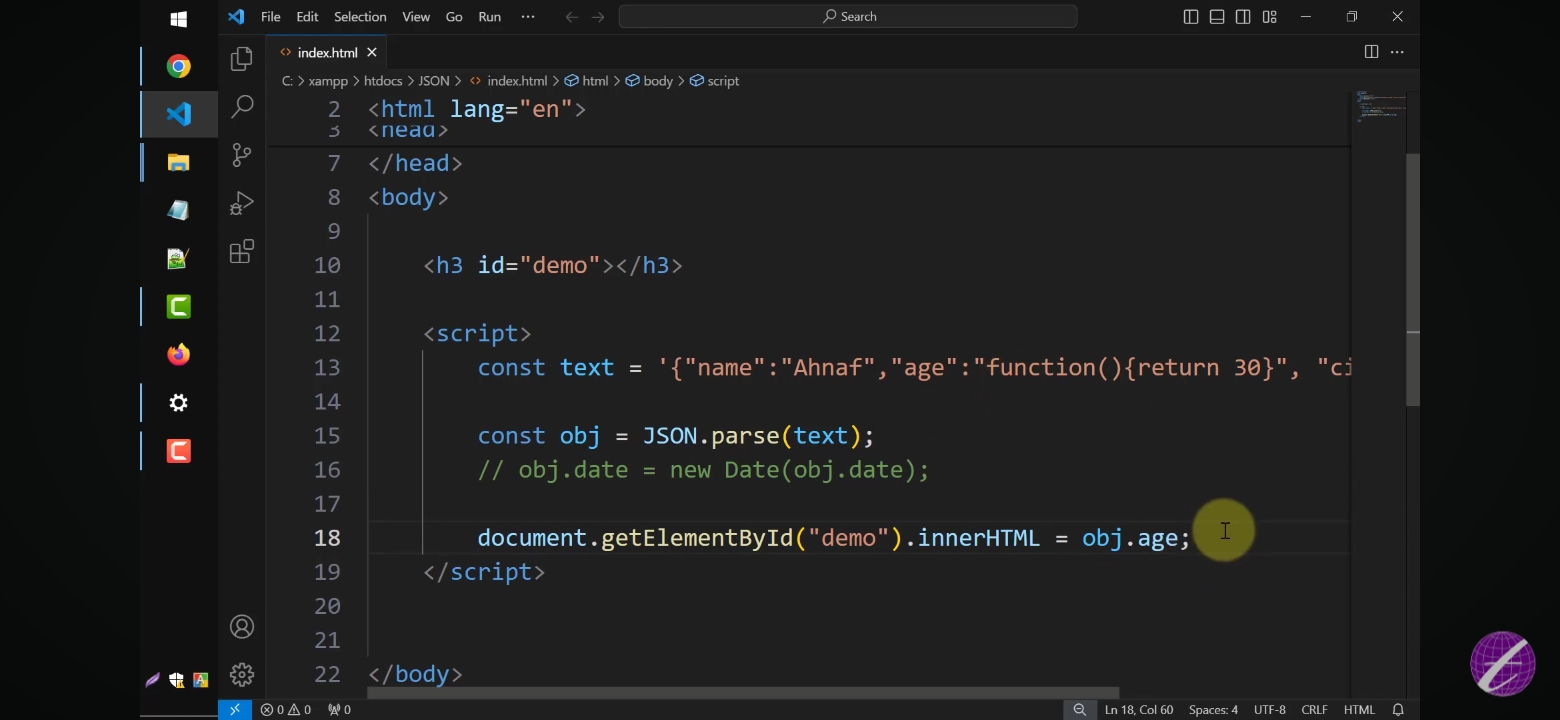 File Edit Selection View Go Run ··· Search
index.html
C: > xampp > htdocs > JSON > index.html > html > body > script
2 <html lang="en">
3 <head>
7 </head>
8 <body>
9
10 <h3 id="demo"></h3>
11
12 <script>
13 const text = '{"name":"Ahnaf","age":"function(){return 30}", "ci
14
15 const obj = JSON.parse(text);
16 // obj.date = new Date(obj.date);
17
18 document.getElementById("demo").innerHTML = obj.age;
19 </script>
20
21
22 </body>
0 0 0 Ln 18, Col 60 Spaces: 4 UTF-8 CRLF HTML